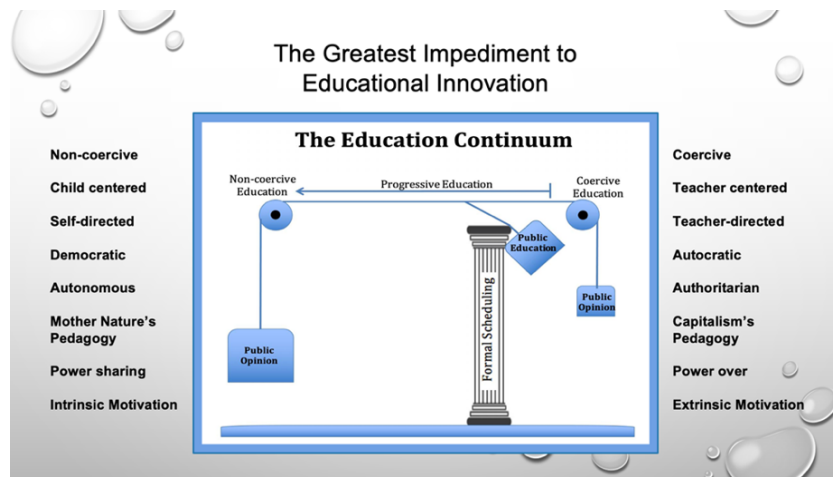 The Greatest Impediment to
Educational Innovation
Non-coercive
Child centered
Self-directed
Democratic
Autonomous
Mother Nature's
Pedagogy
Power sharing
Intrinsic Motivation
The Education Continuum
Non-coercive
Education
Progressive Education
Coercive
Education
Public
Education
Public
Opinion
Formal Scheduling
Public
Opinion
Coercive
Teacher centered
Teacher-directed
Autocratic
Authoritarian
Capitalism's
Pedagogy
Power over
Extrinsic Motivation